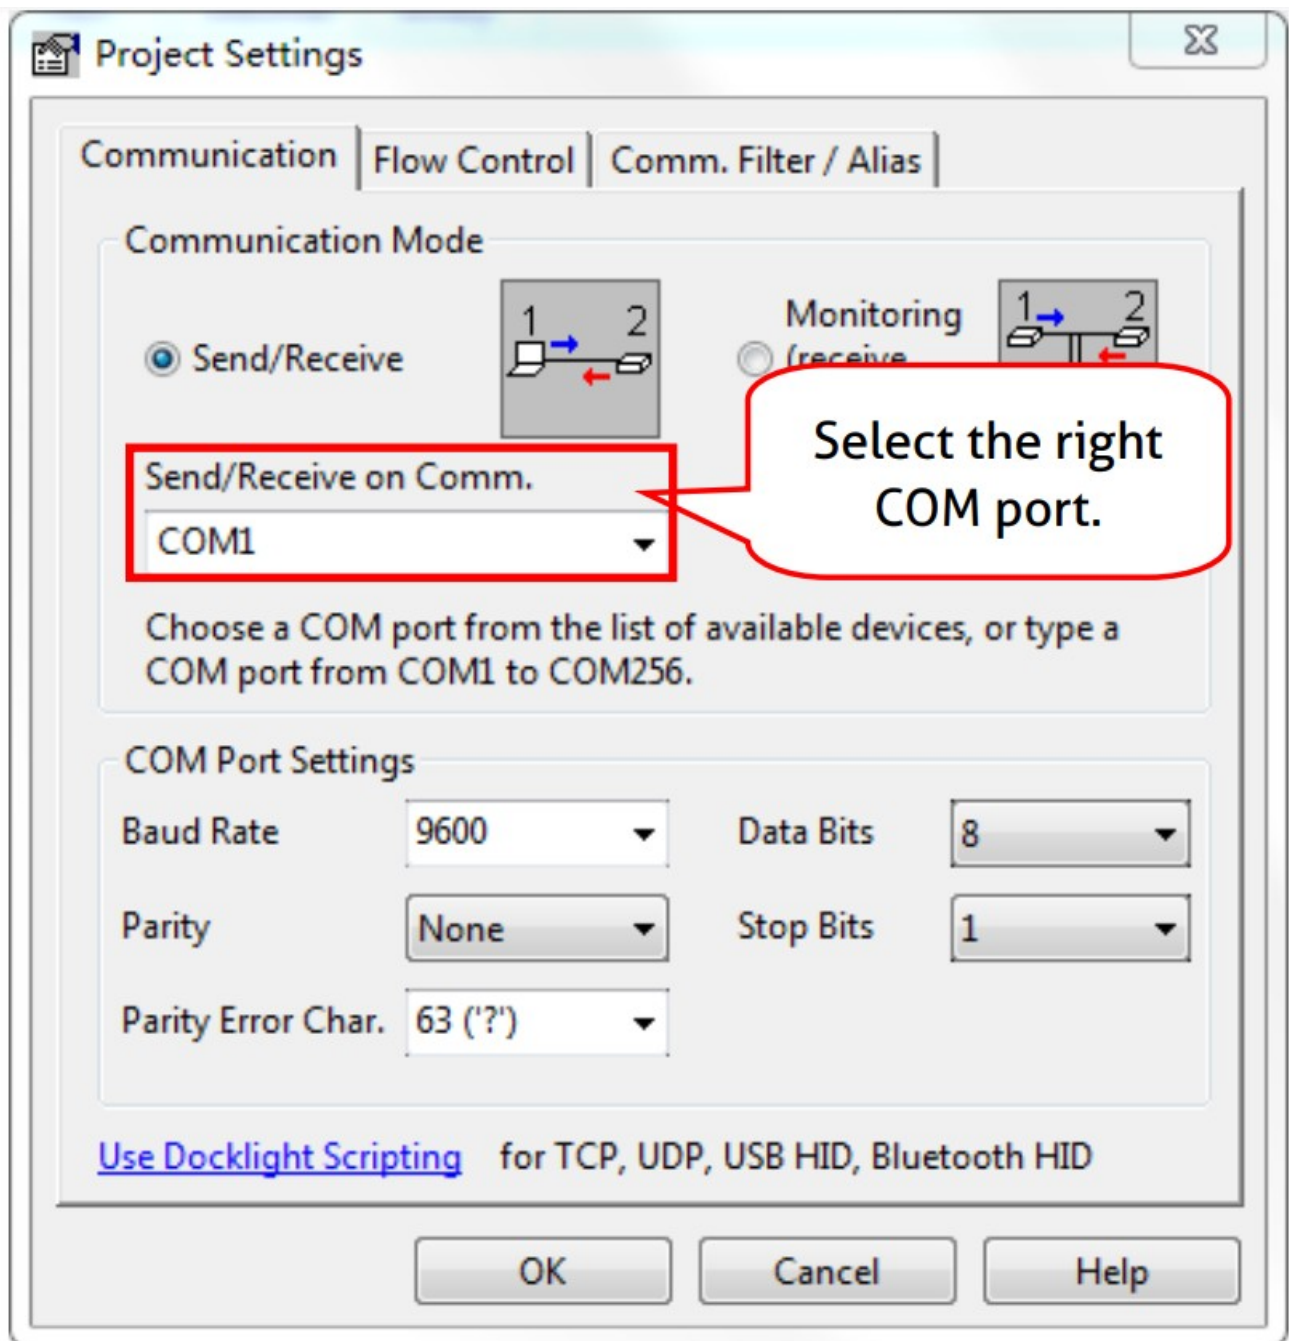 Project Settings
Communication
Flow Control
Comm. Filter / Alias
Communication Mode
Send/Receive
1 2
Monitoring
(receive
1 2
Select the right
COM port.
Send/Receive on Comm.
COM1
Choose a COM port from the list of available devices, or type a
COM port from COM1 to COM256.
COM Port Settings
Baud Rate 9600
Data Bits 8
Parity None
Stop Bits 1
Parity Error Char. 63 ('?')
Use Docklight Scripting for TCP, UDP, USB HID, Bluetooth HID
OK
Cancel
Help